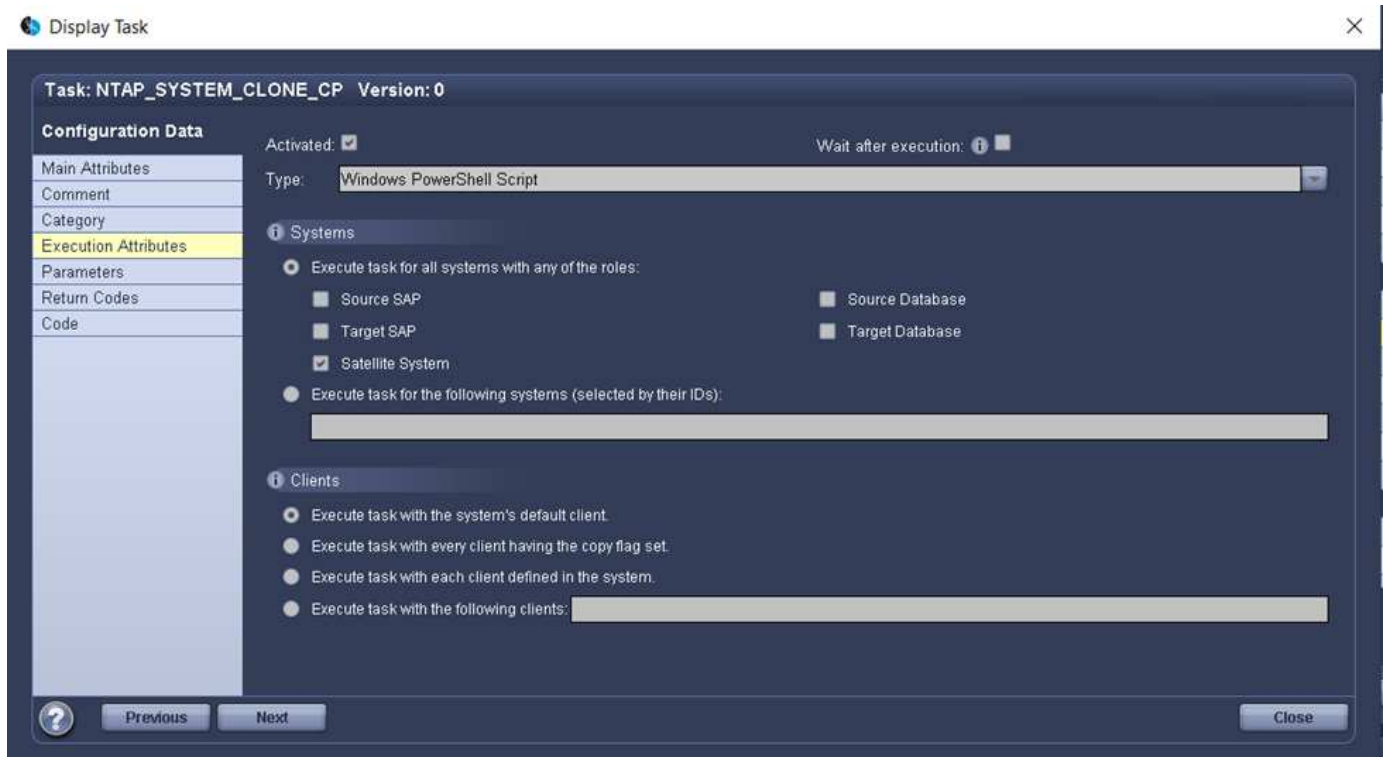 Display Task
Task: NTAP_SYSTEM_CLONE_CP Version: 0
Configuration Data
Main Attributes
Comment
Category
Execution Attributes
Parameters
Return Codes
Code
Activated:
Wait after execution:
Type: Windows PowerShell Script
Systems
Execute task for all systems with any of the roles:
Source SAP
Source Database
Target SAP
Target Database
Satellite System
Execute task for the following systems (selected by their IDs):
Clients
Execute task with the system's default client.
Execute task with every client having the copy flag set.
Execute task with each client defined in the system.
Execute task with the following clients:
?
Previous
Next
Close